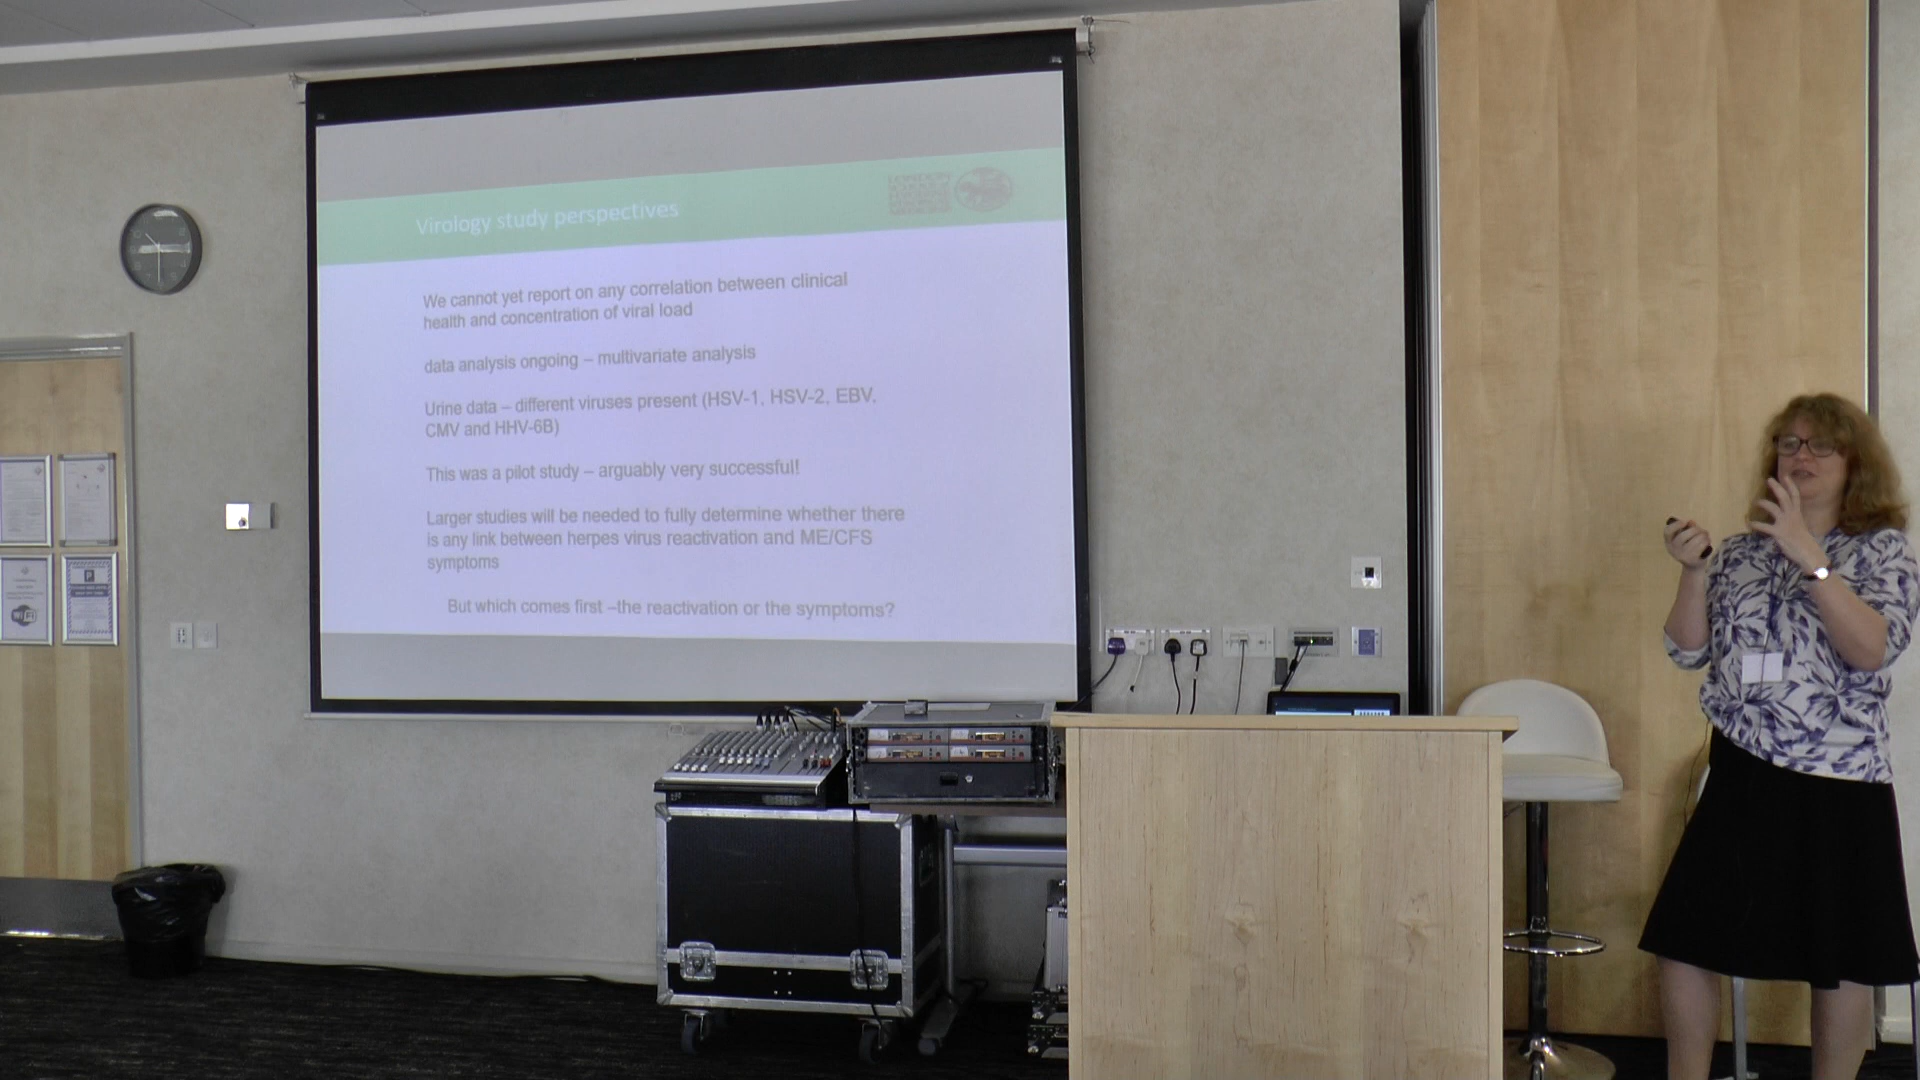 Virology study perspectives
We cannot yet report on any correlation between clinical
health and concentration of viral load
data analysis ongoing – multivariate analysis
Urine data – different viruses present (HSV-1, HSV-2, EBV,
CMV and HHV-6B)
This was a pilot study – arguably very successful!
Larger studies will be needed to fully determine whether there
is any link between herpes virus reactivation and ME/CFS
symptoms
But which comes first –the reactivation or the symptoms?
P
Wi Fi